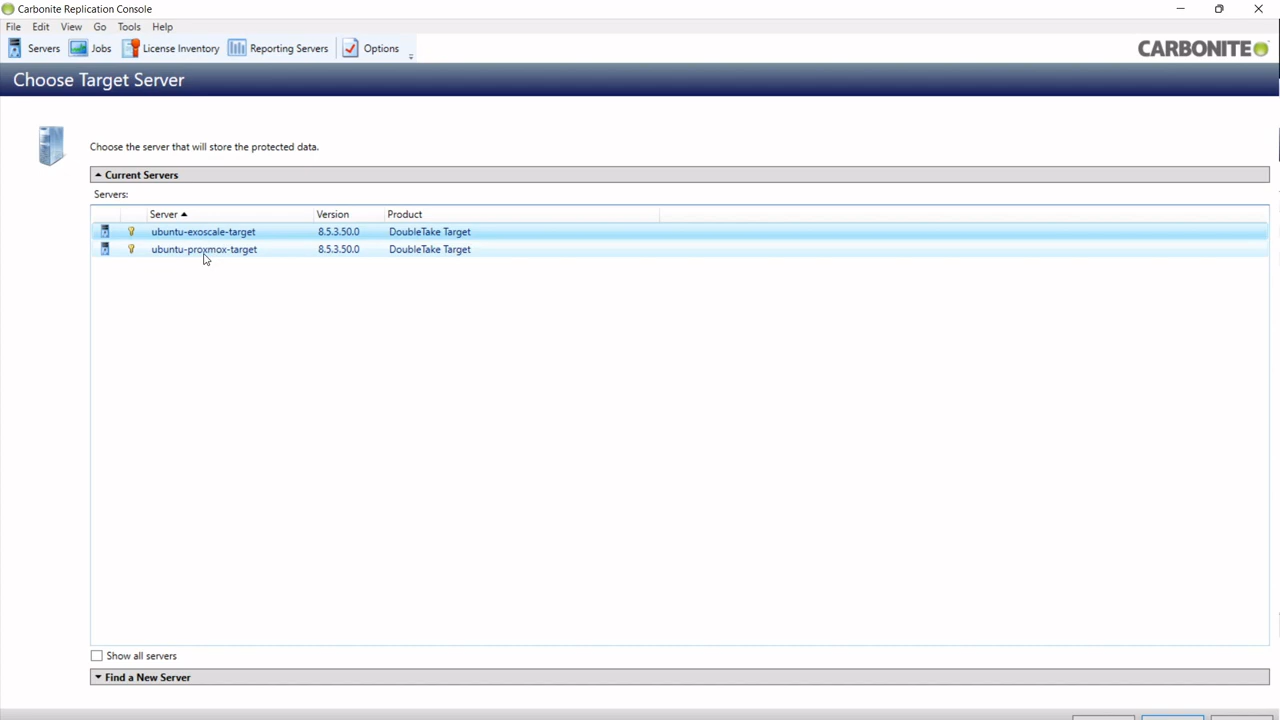 Carbonite Replication Console
File Edit View Go Tools Help
Servers Jobs License Inventory Reporting Servers Options
CARBONITE
Choose Target Server
Choose the server that will store the protected data.
Current Servers
Servers:
Server Version Product
ubuntu-exoscale-target 8.5.3.50.0 DoubleTake Target
ubuntu-proxmox-target 8.5.3.50.0 DoubleTake Target
Show all servers
Find a New Server